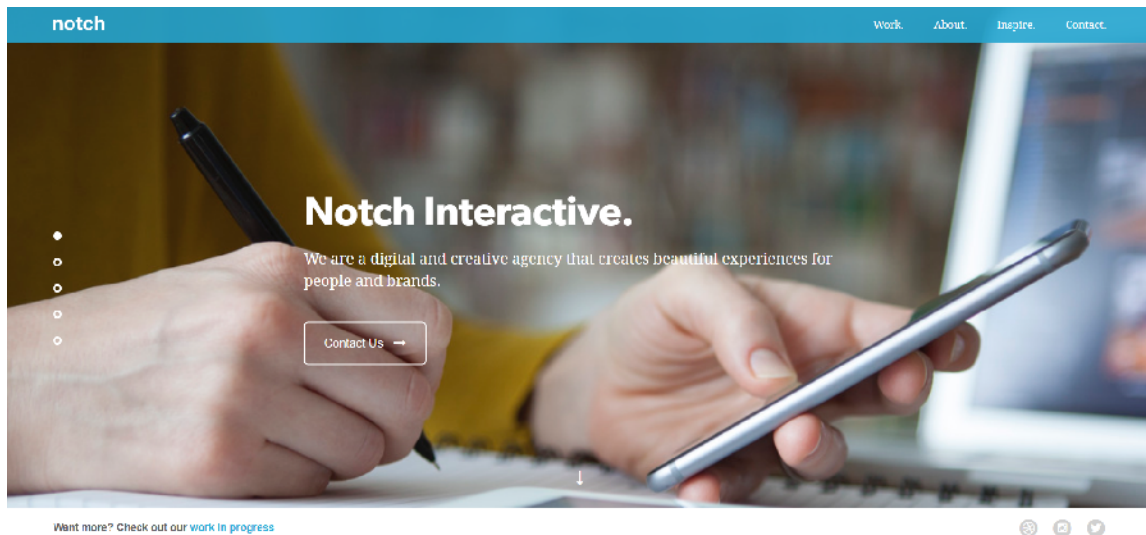 notch
Work. About. Inspire. Contact.
Notch Interactive.
We are a digital and creative agency that creates beautiful experiences for
people and brands.
Contact Us →
Want more? Check out our work in progress